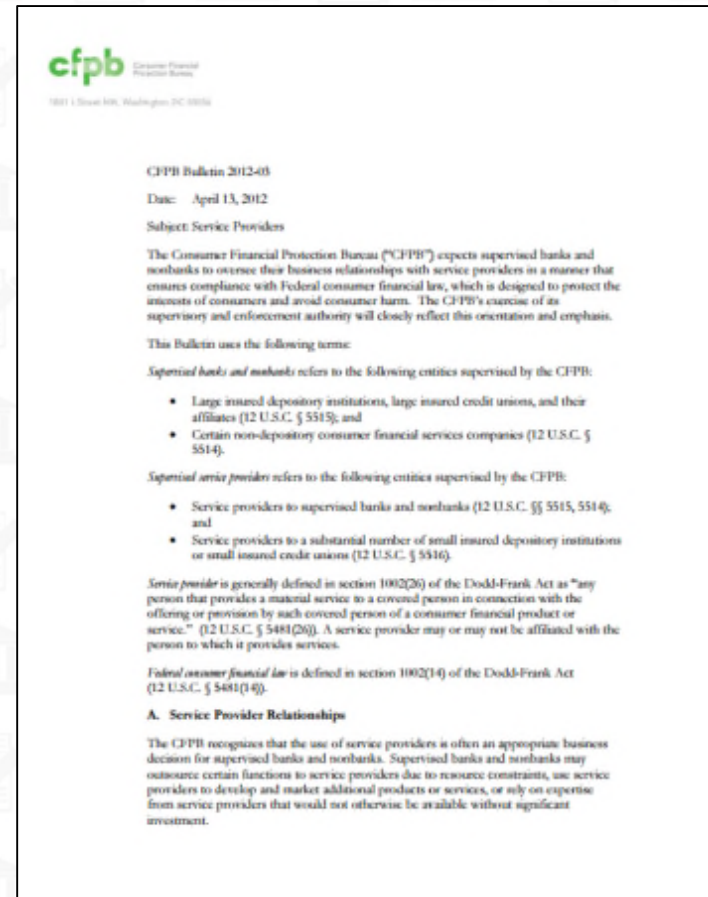 cfpb Consumer Financial
Protection Bureau
1801 L Street NW, Washington DC 20036
CFPB Bulletin 2012-03
Date: April 13, 2012
Subject: Service Providers
The Consumer Financial Protection Bureau ("CFPB") expects supervised banks and
nonbanks to oversee their business relationships with service providers in a manner that
ensures compliance with Federal consumer financial law, which is designed to protect the
interests of consumers and avoid consumer harm. The CFPB's exercise of its
supervisory and enforcement authority will closely reflect this orientation and emphasis.
This Bulletin uses the following terms:
Supervised banks and nonbanks refers to the following entities supervised by the CFPB:
• Large insured depository institutions, large insured credit unions, and their
affiliates (12 U.S.C. § 5515); and
• Certain non-depository consumer financial services companies (12 U.S.C. §
5514).
Supervised service providers refers to the following entities supervised by the CFPB:
• Service providers to supervised banks and nonbanks (12 U.S.C. §§ 5515, 5514);
and
• Service providers to a substantial number of small insured depository institutions
or small insured credit unions (12 U.S.C. § 5516).
Service provider is generally defined in section 1002(26) of the Dodd-Frank Act as "any
person that provides a material service to a covered person in connection with the
offering or provision by such covered person of a consumer financial product or
service." (12 U.S.C. § 5481(26)). A service provider may or may not be affiliated with the
person to which it provides services.
Federal consumer financial law is defined in section 1002(14) of the Dodd-Frank Act
(12 U.S.C. § 5481(14)).
A. Service Provider Relationships
The CFPB recognizes that the use of service providers is often an appropriate business
decision for supervised banks and nonbanks. Supervised banks and nonbanks may
outsource certain functions to service providers due to resource constraints, use service
providers to develop and market additional products or services, or rely on expertise
from service providers that would not otherwise be available without significant
investment.